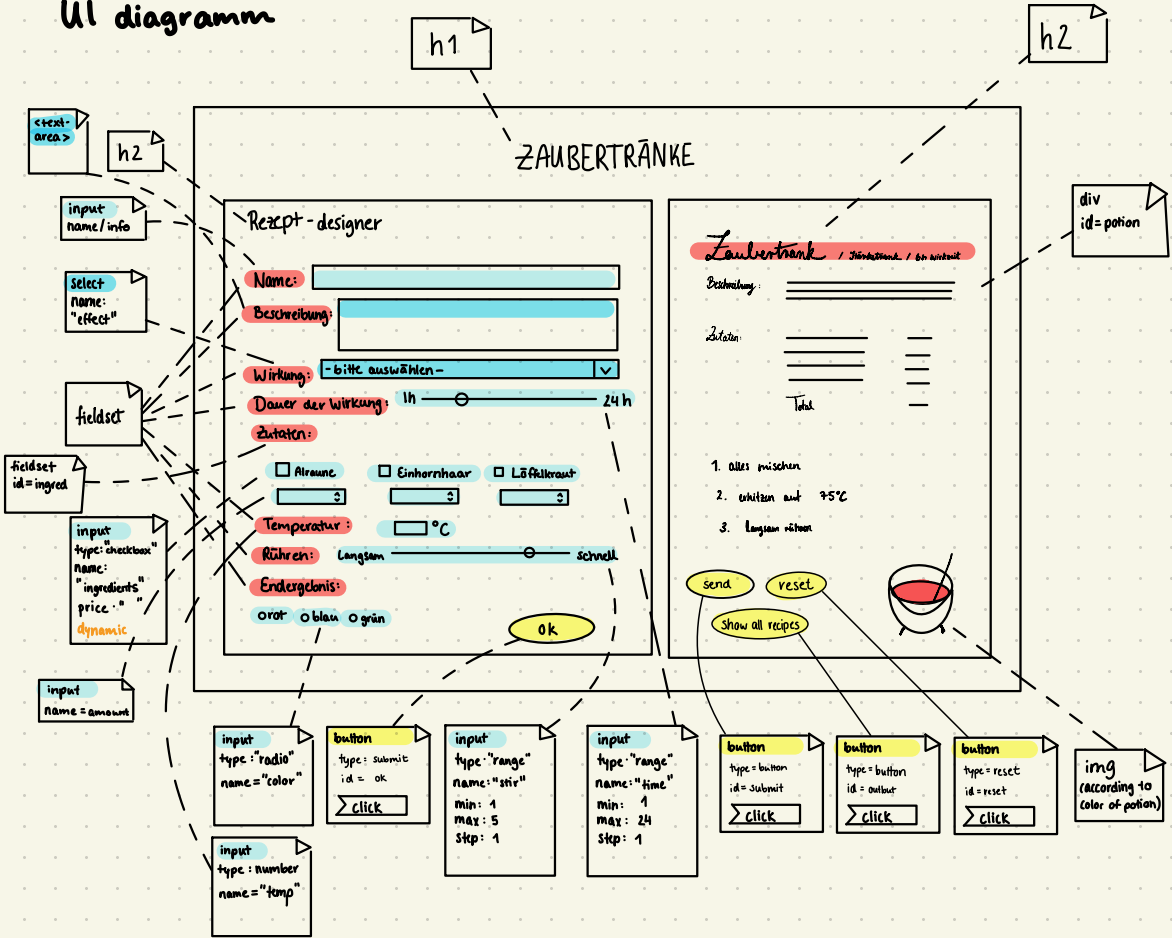 UI diagramm
h1
h2
<text-
area>
h2
input
name/info
select
name:
"effect"
fieldset
fieldset
id=ingred
input
type:"checkbox"
name:
"ingredients"
price."  "
dynamic
input
name=amount
ZAUBERTRÄNKE
Rezept-designer
Name:
Beschreibung:
Wirkung:
-bitte auswählen-
Dauer der Wirkung:
1h
24h
Zutaten:
Alraune
Einhornhaar
Löffelkraut
Temperatur:
°C
Rühren:
Langsam
schnell
Endergebnis:
rot
blau
grün
ok
Zaubertrank /
Beschreibung:
Zutaten:
Total
1. alles mischen
2. erhitzen auf 75°C
3. langsam rühren
send
reset
show all recipes
div
id=potion
input
type:"radio"
name="color"
button
type: submit
id= ok
click
input
type."range"
name:"stir"
min: 1
max: 5
step: 1
input
type."range"
name:"time"
min: 1
max: 24
step: 1
button
type=button
id=submit
click
button
type=button
id=output
click
button
type=reset
id=reset
click
img
(according to
color of potion)
input
type: number
name="temp"